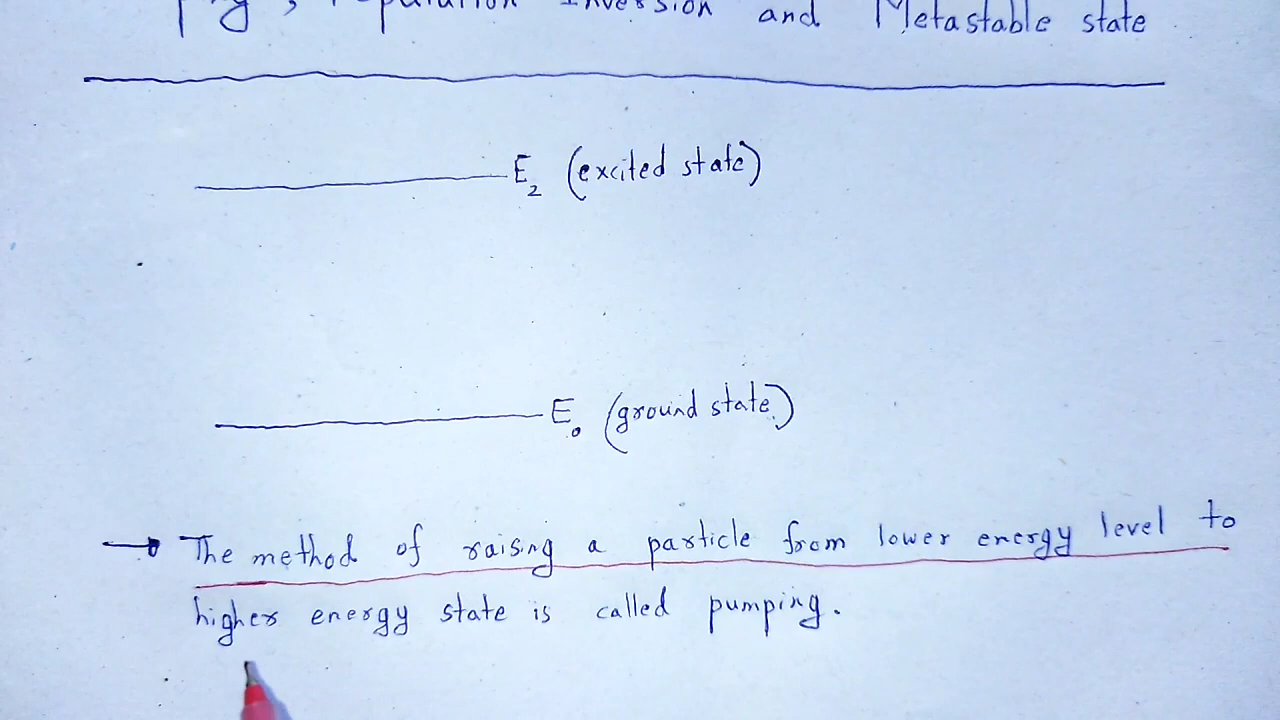 Inversion and Metastable state
E2 (excited state)
E0 (ground state)
→ The method of raising a particle from lower energy level to
higher energy state is called pumping.